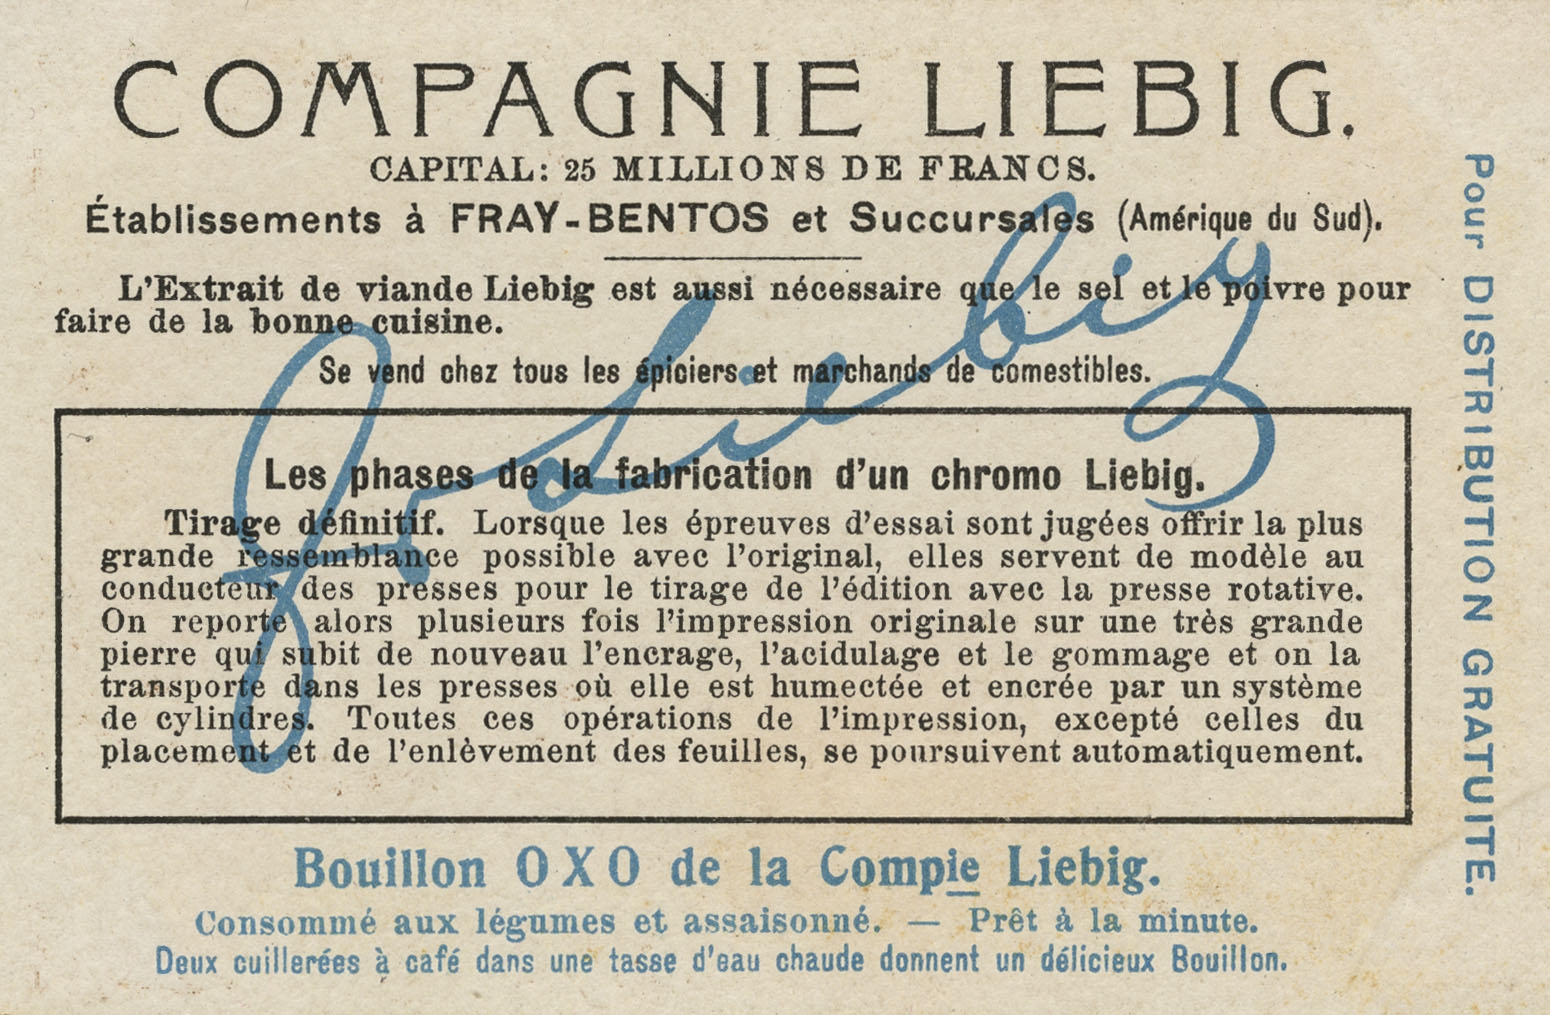 COMPAGNIE LIEBIG.
CAPITAL: 25 MILLIONS DE FRANCS.
Établissements à FRAY-BENTOS et Succursales (Amérique du Sud).
L'Extrait de viande Liebig est aussi nécessaire que le sel et le poivre pour
faire de la bonne cuisine.
Se vend chez tous les épiciers et marchands de comestibles.
Les phases de la fabrication d'un chromo Liebig.
Tirage définitif. Lorsque les épreuves d'essai sont jugées offrir la plus
grande ressemblance possible avec l'original, elles servent de modèle au
conducteur des presses pour le tirage de l'édition avec la presse rotative.
On reporte alors plusieurs fois l'impression originale sur une très grande
pierre qui subit de nouveau l'encrage, l'acidulage et le gommage et on la
transporte dans les presses où elle est humectée et encrée par un système
de cylindres. Toutes ces opérations de l'impression, excepté celles du
placement et de l'enlèvement des feuilles, se poursuivent automatiquement.
Bouillon OXO de la Compie Liebig.
Consommé aux légumes et assaisonné. — Prêt à la minute.
Deux cuillerées à café dans une tasse d'eau chaude donnent un délicieux Bouillon.
Pour DISTRIBUTION GRATUITE.
J v Liebig